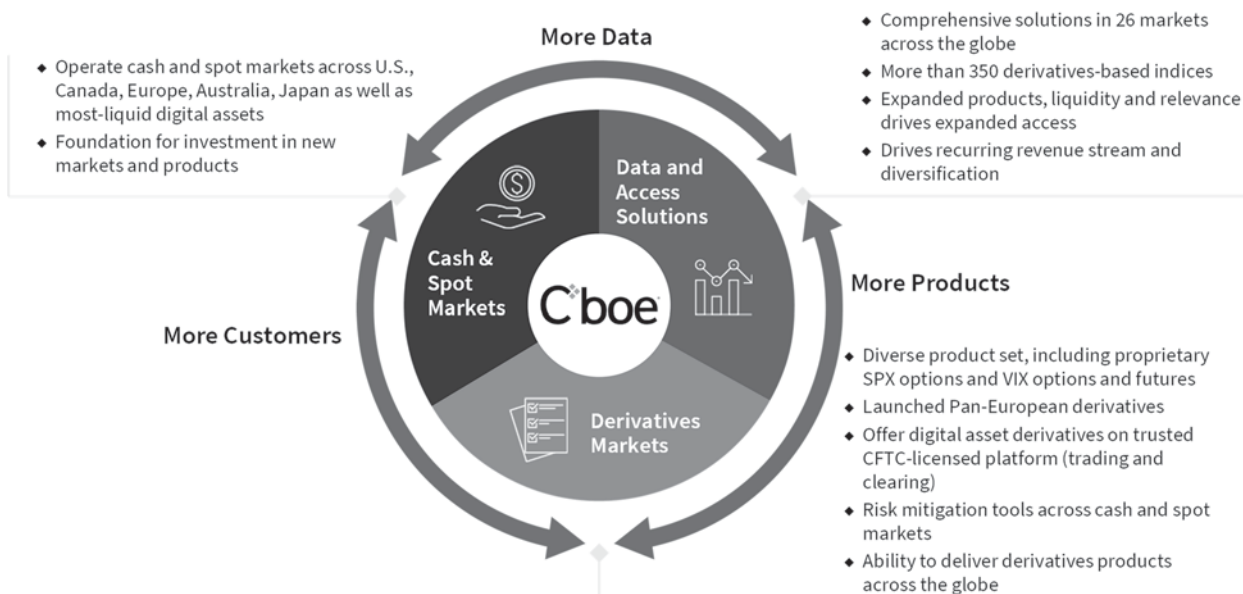 More Data
◆ Operate cash and spot markets across U.S.,
Canada, Europe, Australia, Japan as well as
most-liquid digital assets
◆ Foundation for investment in new
markets and products
◆ Comprehensive solutions in 26 markets
across the globe
◆ More than 350 derivatives-based indices
◆ Expanded products, liquidity and relevance
drives expanded access
◆ Drives recurring revenue stream and
diversification
Data and
Access
Solutions
Cash &
Spot
Markets
Cboe
More Customers
More Products
Derivatives
Markets
◆ Diverse product set, including proprietary
SPX options and VIX options and futures
◆ Launched Pan-European derivatives
◆ Offer digital asset derivatives on trusted
CFTC-licensed platform (trading and
clearing)
◆ Risk mitigation tools across cash and spot
markets
◆ Ability to deliver derivatives products
across the globe